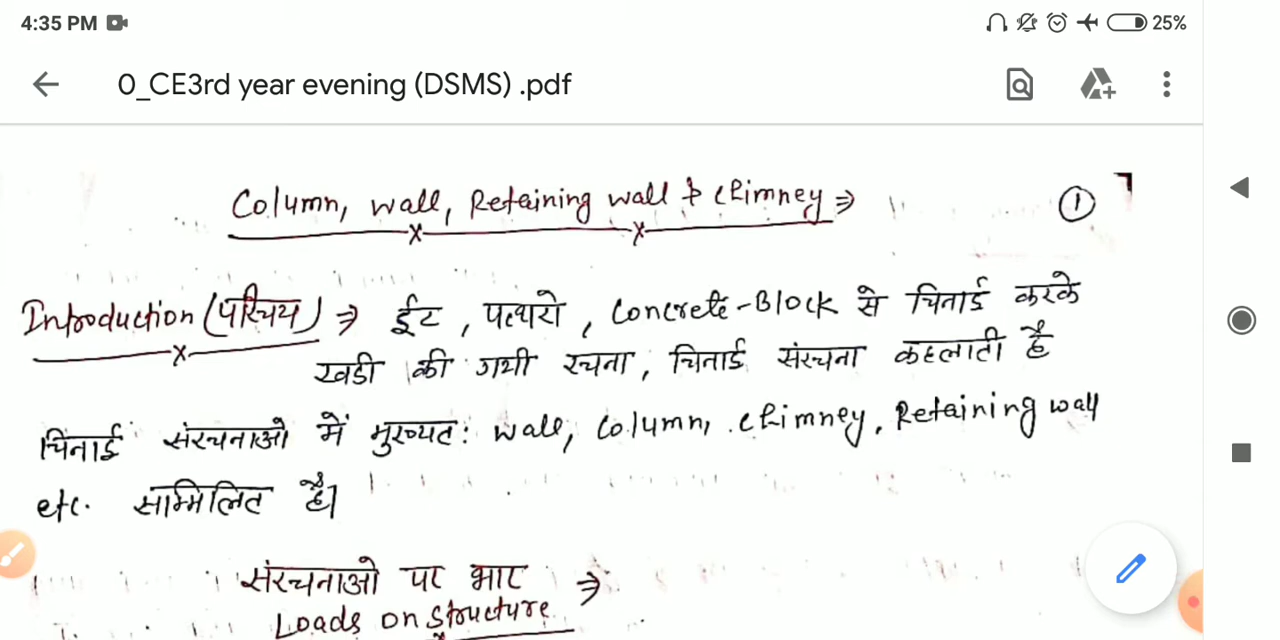 4:35 PM
25%
0_CE3rd year evening (DSMS) .pdf
Column, wall, Retaining wall & chimney ⇒
①
Introduction (परिचय) ⇒ ईट, पत्थरो, Concrete-Block से चिनाई करके
खडी की गयी रचना, चिनाई संरचना कहलाती है
चिनाई संरचनाओ में मुख्यत: wall, column, chimney, Retaining wall
etc. सम्मिलित है।
संरचनाओ पर भार ⇒
Loads on structure